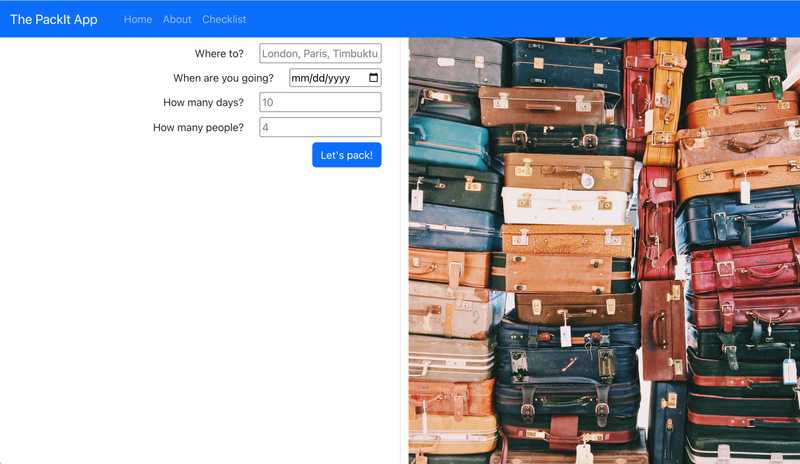 The PackIt App Home About Checklist
Where to? London, Paris, Timbuktu
When are you going? mm/dd/yyyy
How many days? 10
How many people? 4
Let's pack!